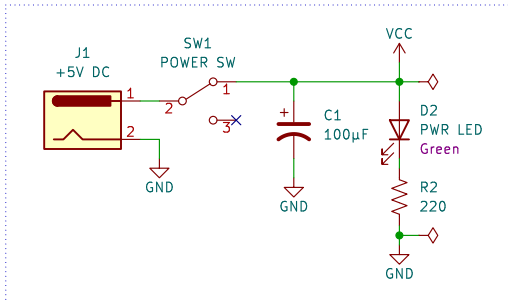 J1
+5V DC
1
2
GND
SW1
POWER SW
2
1
3
+
C1
100µF
GND
VCC
D2
PWR LED
Green
R2
220
GND